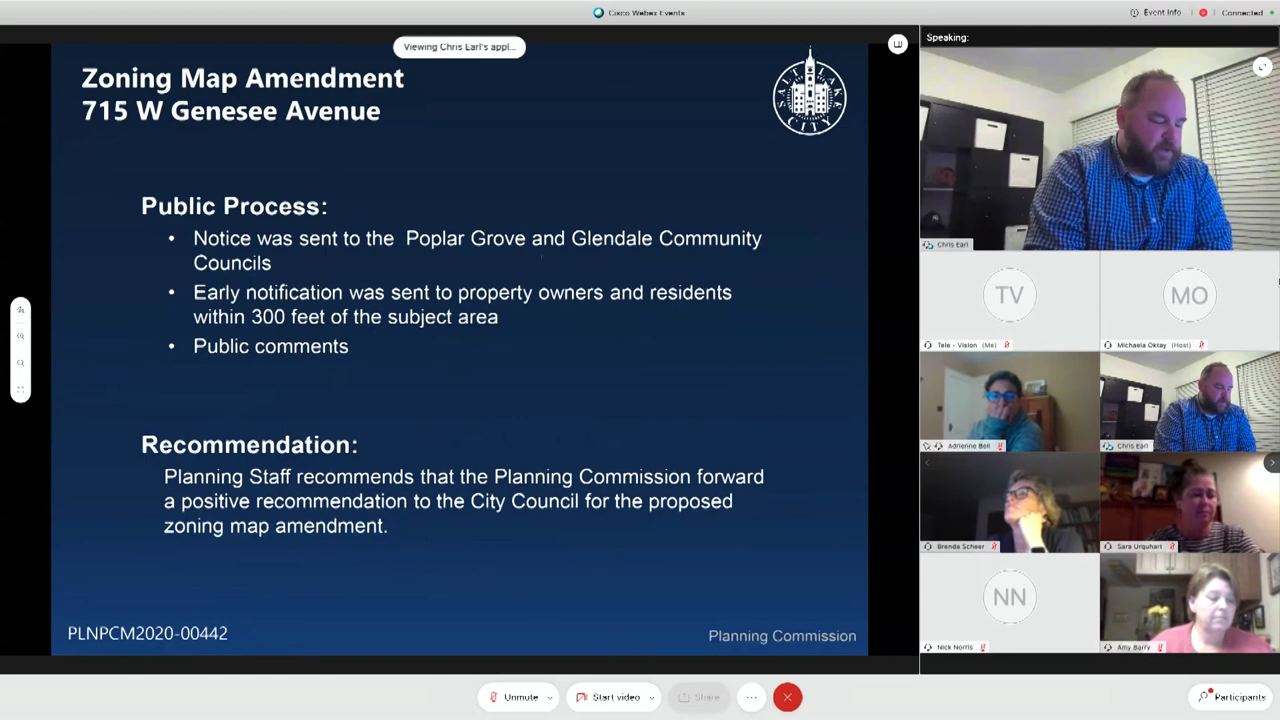 Cisco Webex Events
Event Info
Connected
Viewing Chris Earl's appl...
Speaking:
Zoning Map Amendment
715 W Genesee Avenue
SALT LAKE CITY
Public Process:
• Notice was sent to the Poplar Grove and Glendale Community
Councils
• Early notification was sent to property owners and residents
within 300 feet of the subject area
• Public comments
Recommendation:
Planning Staff recommends that the Planning Commission forward
a positive recommendation to the City Council for the proposed
zoning map amendment.
PLNPCM2020-00442
Planning Commission
Chris Earl
TV
MO
Tele - Vision (Me)
Michaela Oktay (Host)
Adrienne Bell
Chris Earl
Brenda Scheer
Sara Urquhart
NN
Nick Norris
Amy Barry
Unmute
Start video
Share
Participants